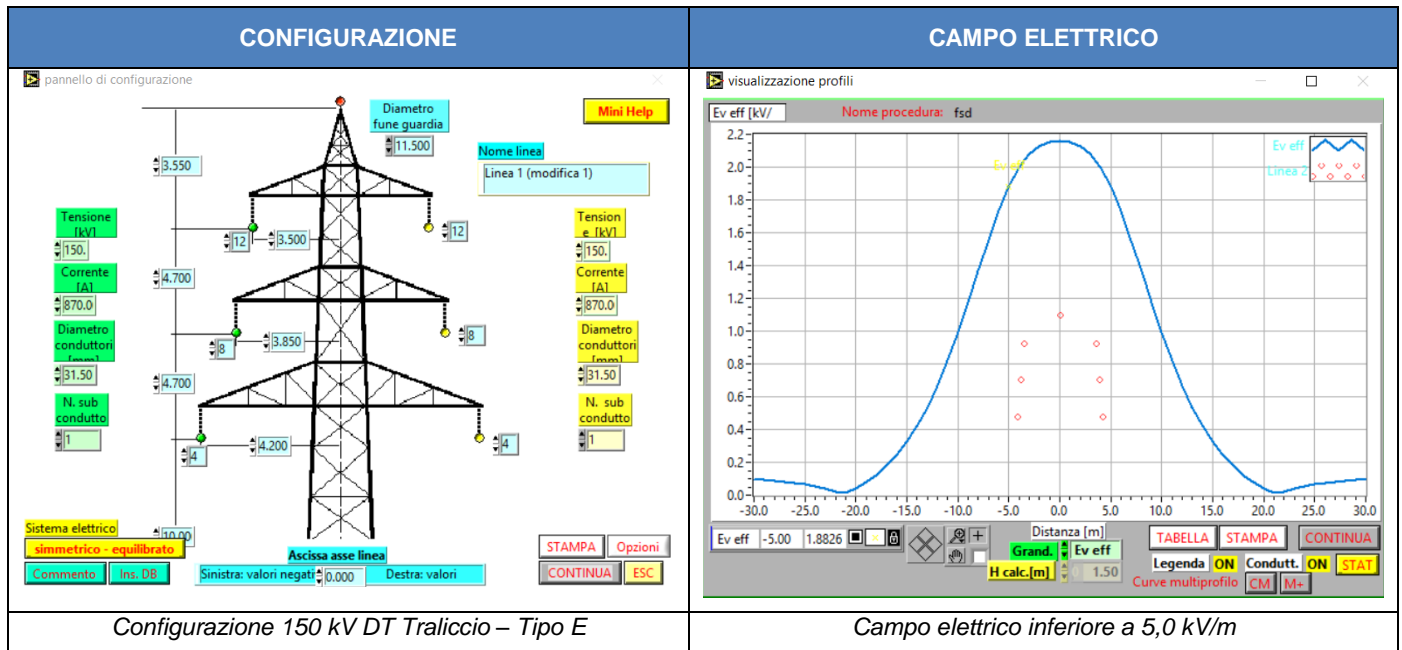 CONFIGURAZIONE
CAMPO ELETTRICO
pannello di configurazione
Diametro
fune guardia
11.500
Mini Help
Nome linea
Linea 1 (modifica 1)
3.550
Tensione
[kV]
150.
12
3.500
12
Tension
e [kV]
150.
Corrente
[A]
870.0
4.700
Corrente
[A]
870.0
Diametro
conduttori
[mm]
31.50
8
3.850
8
Diametro
conduttori
[mm]
31.50
4.700
N. sub
condutto
1
4
4.200
4
N. sub
condutto
1
Sistema elettrico
simmetrico - equilibrato
10.00
Commento
Ins. DB
Ascissa asse linea
Sinistra: valori negati
0.000
Destra: valori
STAMPA
Opzioni
CONTINUA
ESC
visualizzazione profili
Ev eff [kV/
Nome procedura: fsd
2.2
2.0
1.8
1.6
1.4
1.2
1.0
0.8
0.6
0.4
0.2
0.0
Ev eff
Ev eff
Linea 2
-30.0 -25.0 -20.0 -15.0 -10.0 -5.0 0.0 5.0 10.0 15.0 20.0 25.0 30.0
Distanza [m]
Ev eff -5.00 1.8826
Grand. Ev eff
H calc.[m] 0 1.50
TABELLA
STAMPA
CONTINUA
Legenda ON Condutt. ON STAT
Curve multiprofilo CM M+
Configurazione 150 kV DT Traliccio – Tipo E
Campo elettrico inferiore a 5,0 kV/m